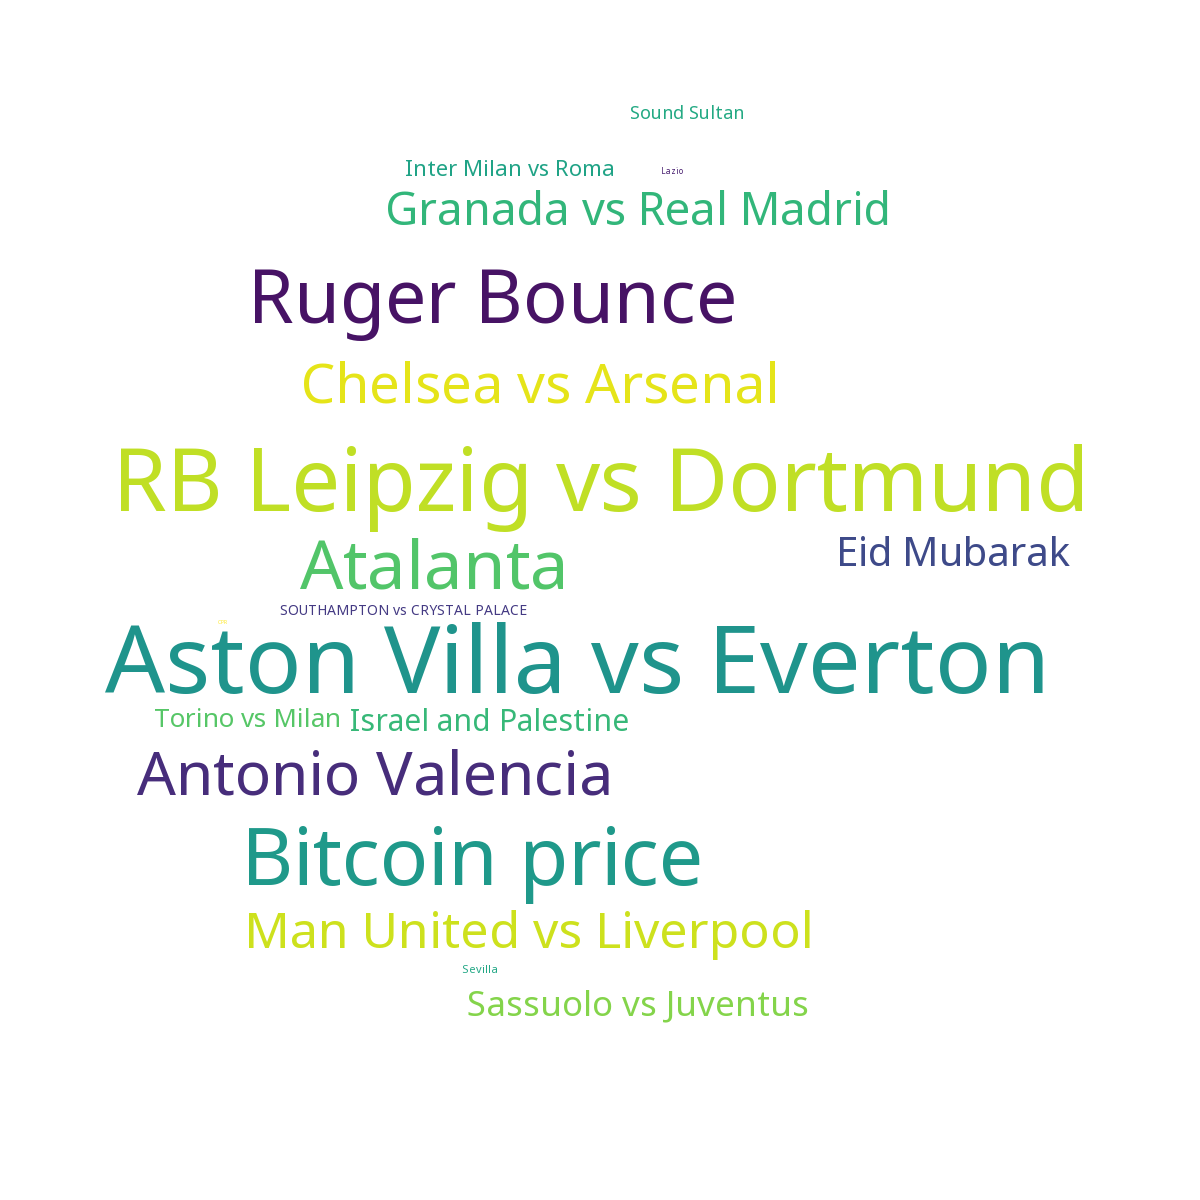 Sound Sultan
Inter Milan vs Roma
Lazio
Granada vs Real Madrid
Ruger Bounce
Chelsea vs Arsenal
RB Leipzig vs Dortmund
Eid Mubarak
Atalanta
SOUTHAMPTON vs CRYSTAL PALACE
Aston Villa vs Everton
Torino vs Milan
Israel and Palestine
Antonio Valencia
Bitcoin price
Man United vs Liverpool
Sevilla
Sassuolo vs Juventus